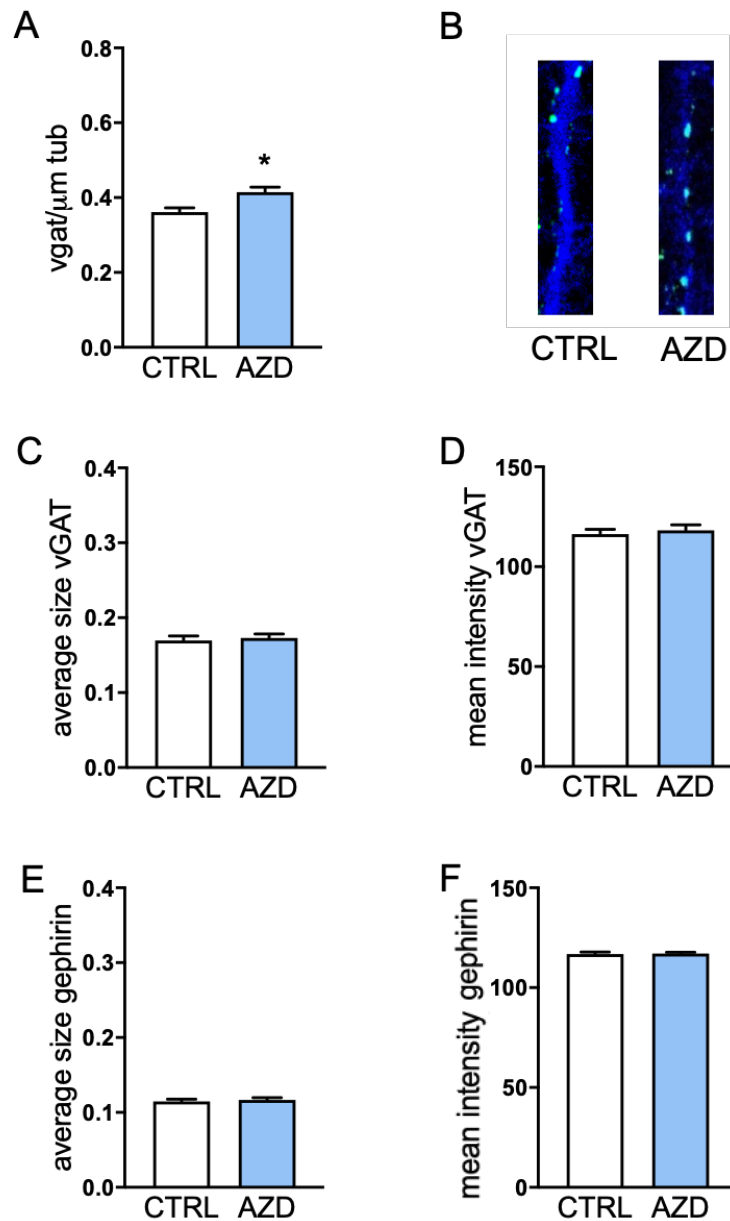 A
vgat/μm tub
0.8
0.6
0.4
0.2
0.0
*
CTRL AZD
B
CTRL AZD
C
average size vGAT
0.4
0.3
0.2
0.1
0.0
CTRL AZD
D
mean intensity vGAT
150
100
50
0
CTRL AZD
E
average size gephirin
0.4
0.3
0.2
0.1
0.0
CTRL AZD
F
mean intensity gephirin
150
100
50
0
CTRL AZD